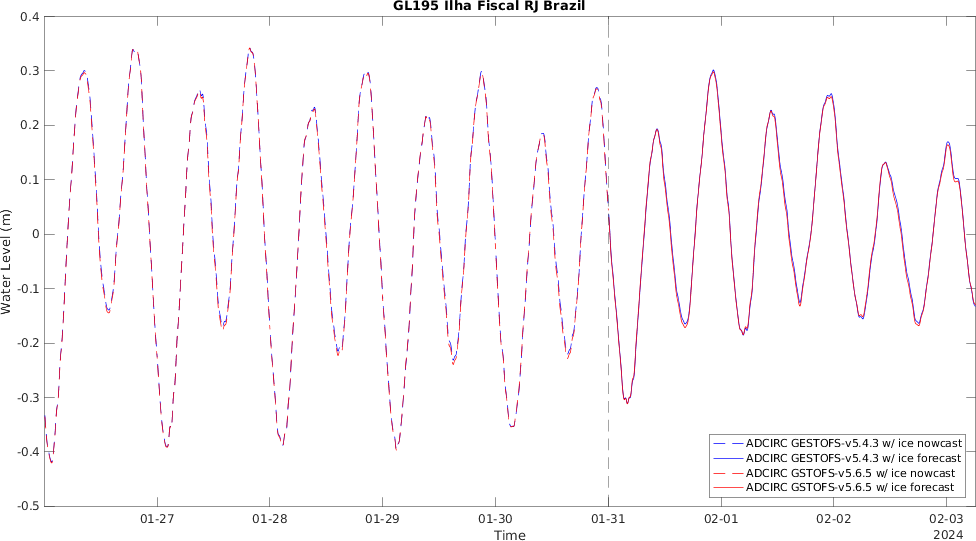 GL195 Ilha Fiscal RJ Brazil
0.4
0.3
0.2
0.1
0
-0.1
-0.2
-0.3
-0.4
-0.5
Water Level (m)
01-27 01-28 01-29 01-30 01-31 02-01 02-02 02-03
Time
2024
ADCIRC GESTOFS-v5.4.3 w/ ice nowcast
ADCIRC GESTOFS-v5.4.3 w/ ice forecast
ADCIRC GSTOFS-v5.6.5 w/ ice nowcast
ADCIRC GSTOFS-v5.6.5 w/ ice forecast